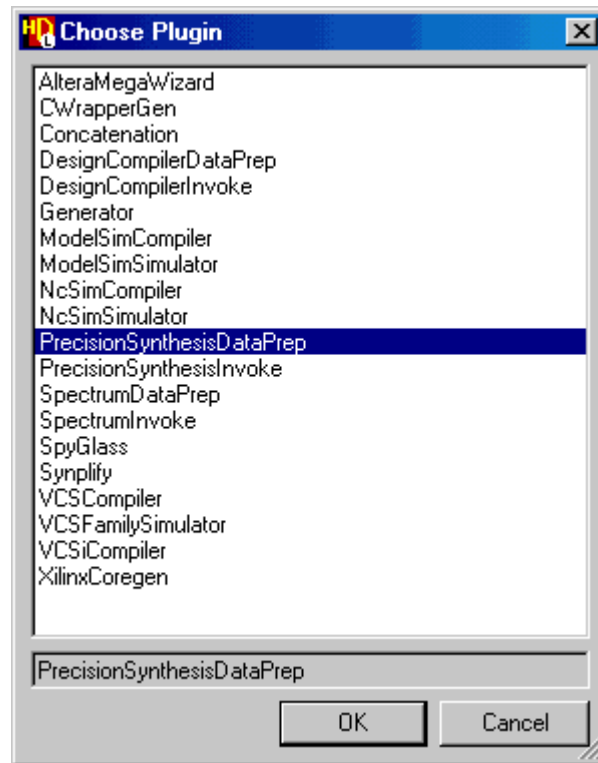 HDL Choose Plugin
AlteraMegaWizard
CWrapperGen
Concatenation
DesignCompilerDataPrep
DesignCompilerInvoke
Generator
ModelSimCompiler
ModelSimSimulator
NcSimCompiler
NcSimSimulator
PrecisionSynthesisDataPrep
PrecisionSynthesisInvoke
SpectrumDataPrep
SpectrumInvoke
SpyGlass
Synplify
VCSCompiler
VCSFamilySimulator
VCSiCompiler
XilinxCoregen
PrecisionSynthesisDataPrep
OK Cancel